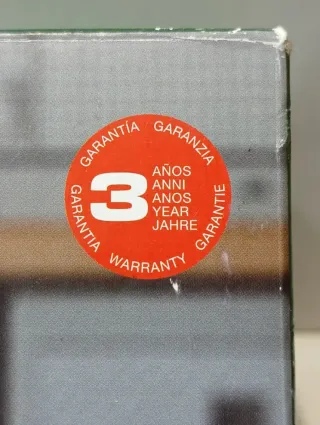 GARANTÍA GARANZIA
3
AÑOS
ANNI
ANOS
YEAR
JAHRE
GARANTIA WARRANTY GARANTIE